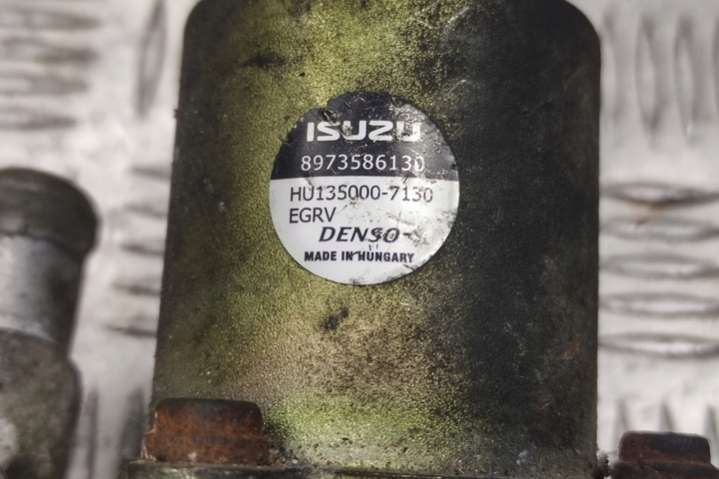 ISUZU
8973586130
HU135000-7130
EGRV
DENSO
MADE IN HUNGARY